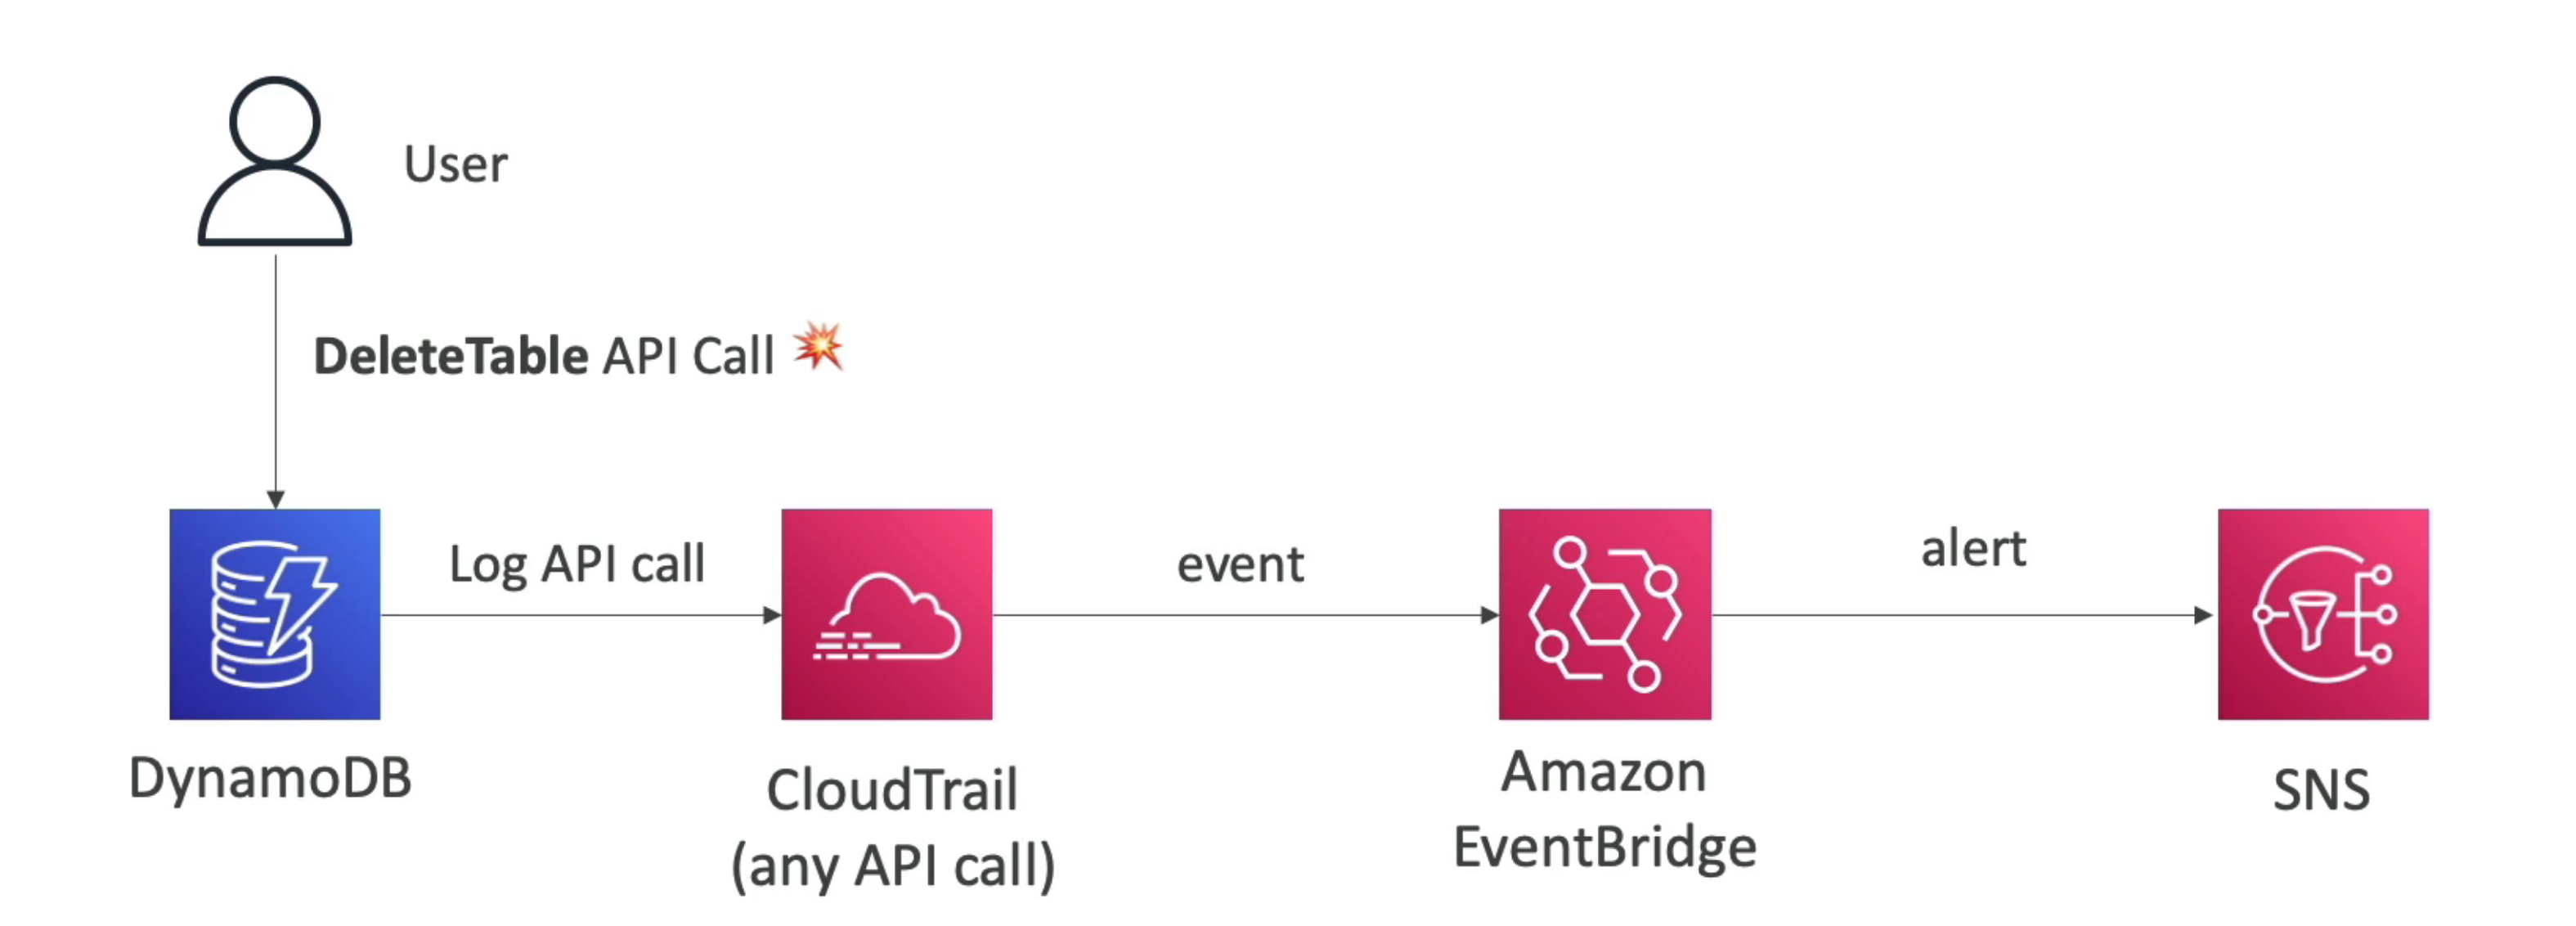 User
DeleteTable API Call 💥
Log API call
event
alert
DynamoDB
CloudTrail
(any API call)
Amazon
EventBridge
SNS